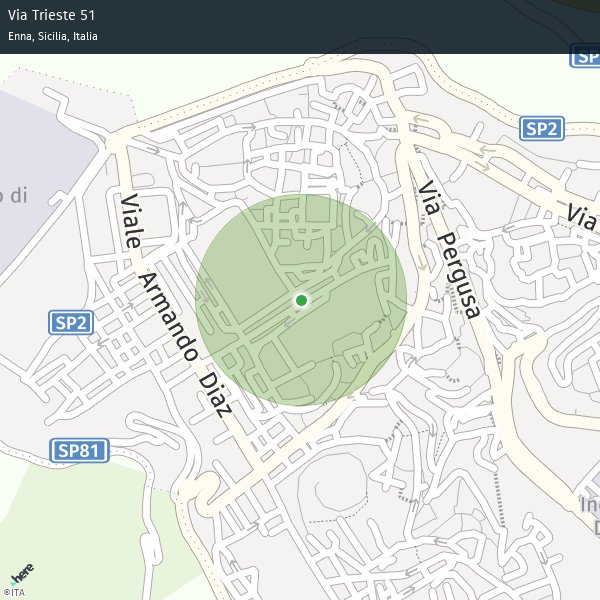 Via Trieste 51
Enna, Sicilia, Italia
SP
SP2
o di
Viale Armando Diaz
Via Pergusa
Via
SP2
SP81
In
D
here
©ITA